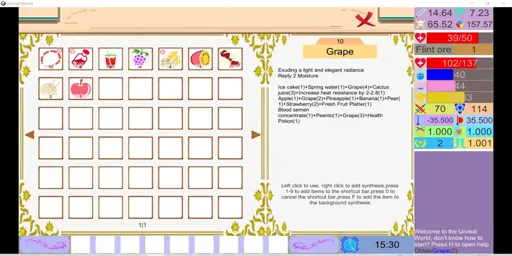 Unreal World
14.64 7.23
65.52 157.57
39/50
Flint ore 1
102/137
40
44
70 114
-35.500 35.500
1.000 1.000
2 1.001
10
Grape
Exuding a light and elegant radiance
Reply 2 Moisture
Ice cake(1)+Spring water(1)+Grape(4)+Cactus
juice(3)=Increase heat resistance by 2-2.8(1)
Apple(1)+Grape(2)+Pineapple(1)+Banana(1)+Pear(
1)+Strawberry(2)=Fresh Fruit Platter(1)
Blood semen
concentrate(1)+Peento(1)+Grape(3)=Health
Potion(1)
Left click to use, right click to add synthesis,press
1-9 to add items to the shortcut bar,press 0 to
cancel the shortcut bar,press F to add the item to
the background synthesis
1|1
15:30
Welcome to the Unreal
World, don't know how to
start? Press H to open help
Obtain Grape(2)